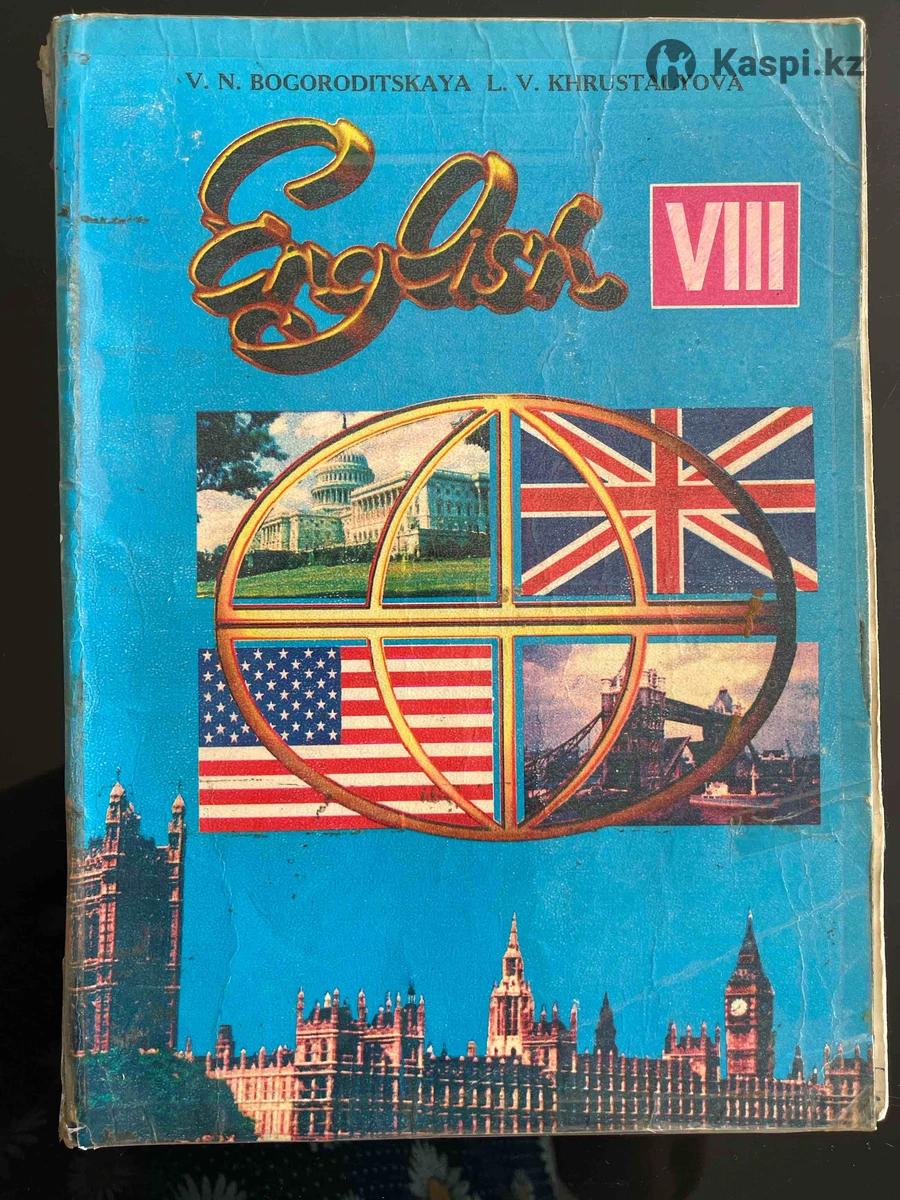 Kaspi.kz
V. N. BOGORODITSKAYA L. V. KHRUSTALYOVA
English
VIII